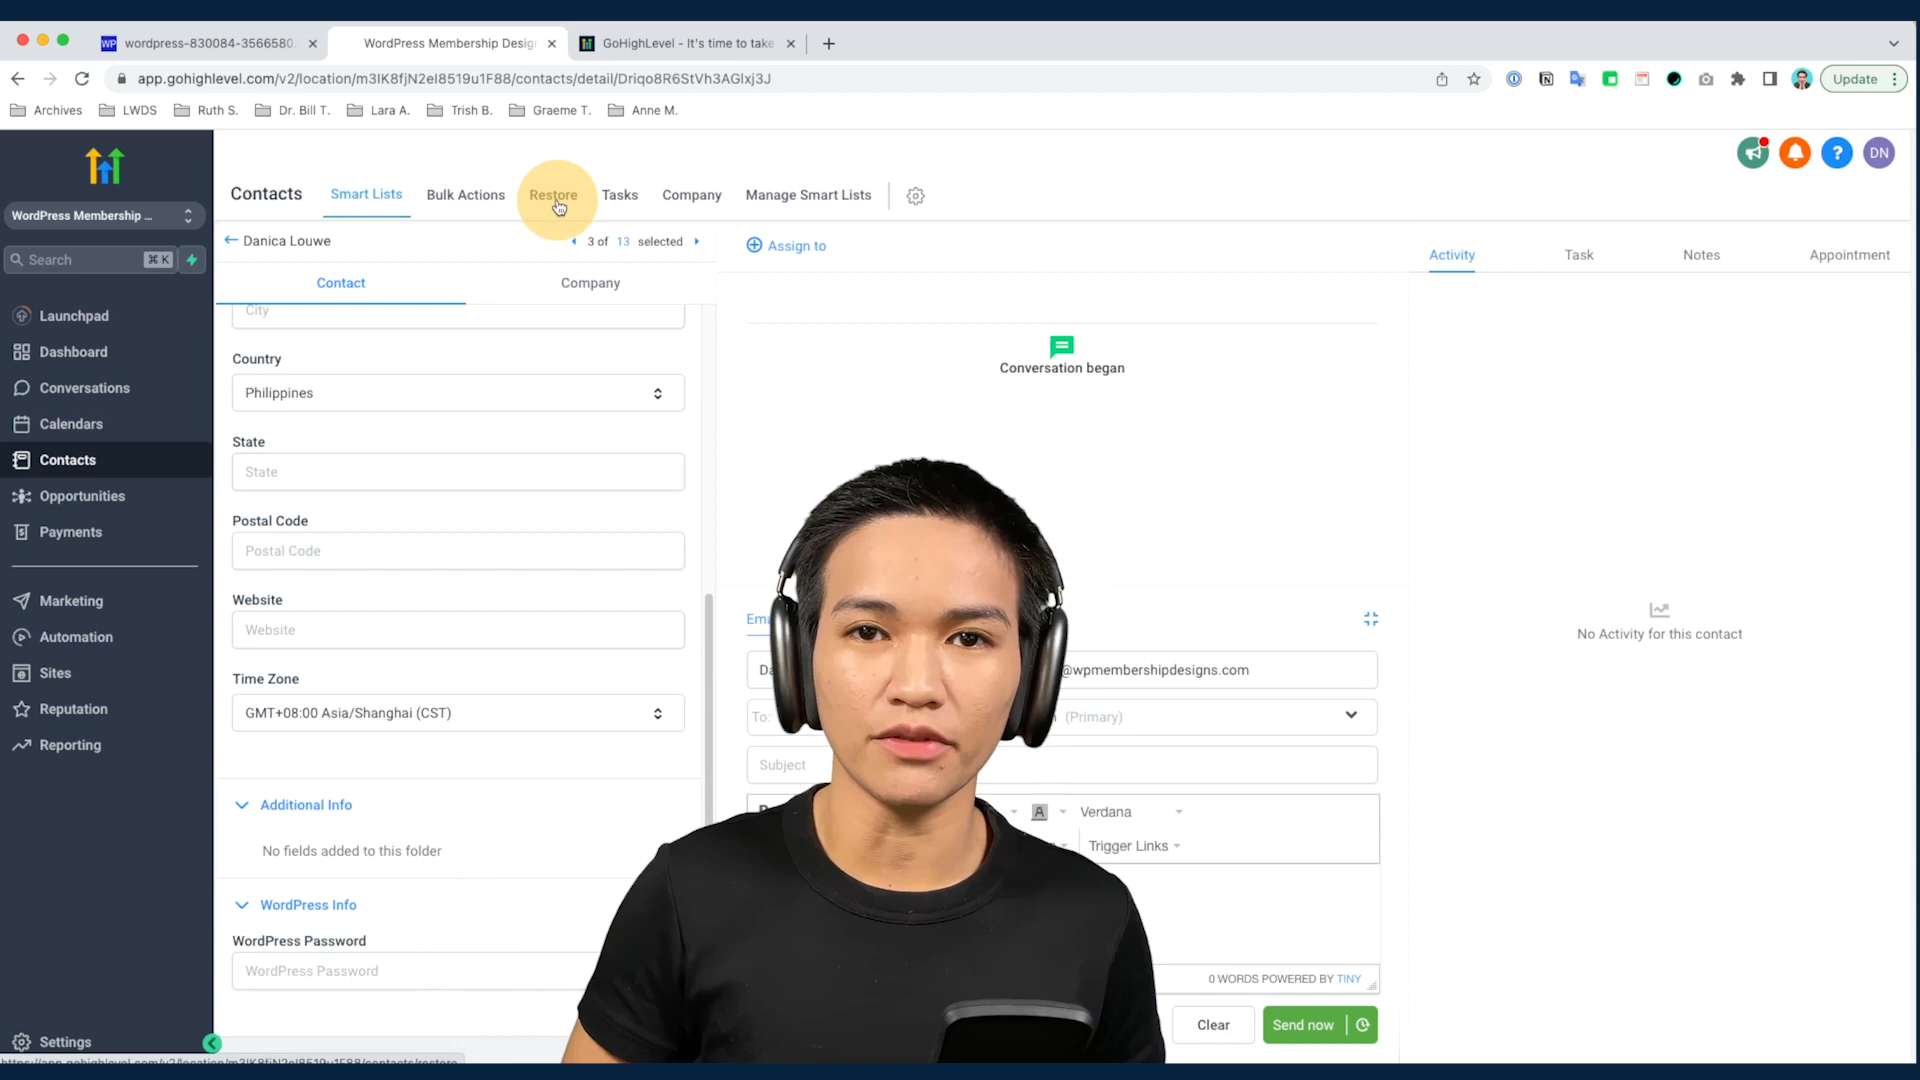 WP wordpress-830084-3566580.
WordPress Membership Desig
GoHighLevel - It's time to take
app.gohighlevel.com/v2/location/m3IK8fjN2eI8519u1F88/contacts/detail/Driqo8R6StVh3AGlxj3J
Update
Archives
LWDS
Ruth S.
Dr. Bill T.
Lara A.
Trish B.
Graeme T.
Anne M.
DN
Contacts
Smart Lists
Bulk Actions
Restore
Tasks
Company
Manage Smart Lists
WordPress Membership ...
Search
⌘ K
Launchpad
Dashboard
Conversations
Calendars
Contacts
Opportunities
Payments
Marketing
Automation
Sites
Reputation
Reporting
Settings
Danica Louwe
3 of 13 selected
Contact
Company
City
Country
Philippines
State
State
Postal Code
Postal Code
Website
Website
Time Zone
GMT+08:00 Asia/Shanghai (CST)
Additional Info
No fields added to this folder
WordPress Info
WordPress Password
WordPress Password
Assign to
Conversation began
Ema
Da
@wpmembershipdesigns.com
To:
(Primary)
Subject
A
Verdana
Trigger Links
0 WORDS POWERED BY TINY
Clear
Send now
Activity
Task
Notes
Appointment
No Activity for this contact